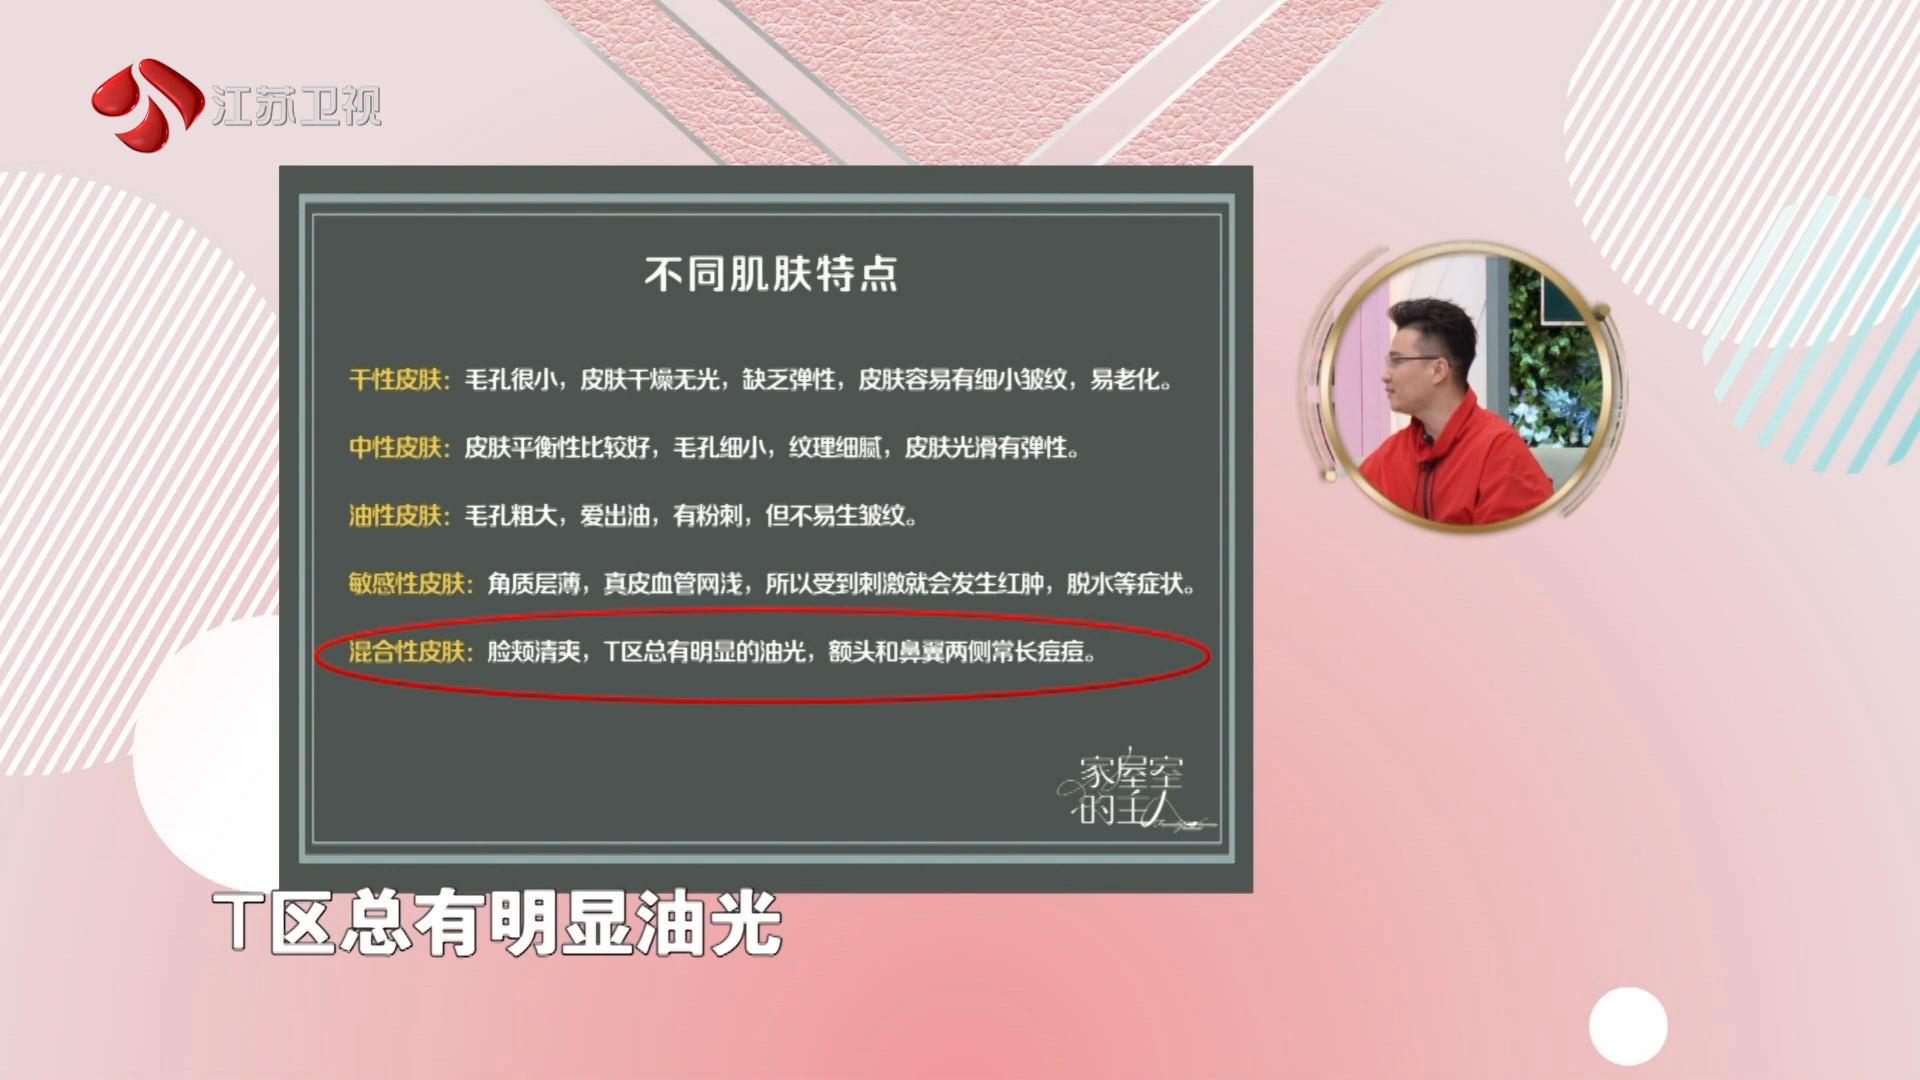 江苏卫视
不同肌肤特点
干性皮肤：毛孔很小，皮肤干燥无光，缺乏弹性，皮肤容易有细小皱纹，易老化。
中性皮肤：皮肤平衡性比较好，毛孔细小，纹理细腻，皮肤光滑有弹性。
油性皮肤：毛孔粗大，爱出油，有粉刺，但不易生皱纹。
敏感性皮肤：角质层薄，真皮血管网浅，所以受到刺激就会发生红肿，脱水等症状。
混合性皮肤：脸颊清爽，T区总有明显的油光，额头和鼻翼两侧常长痘痘。
家屋室
的主人
T区总有明显油光